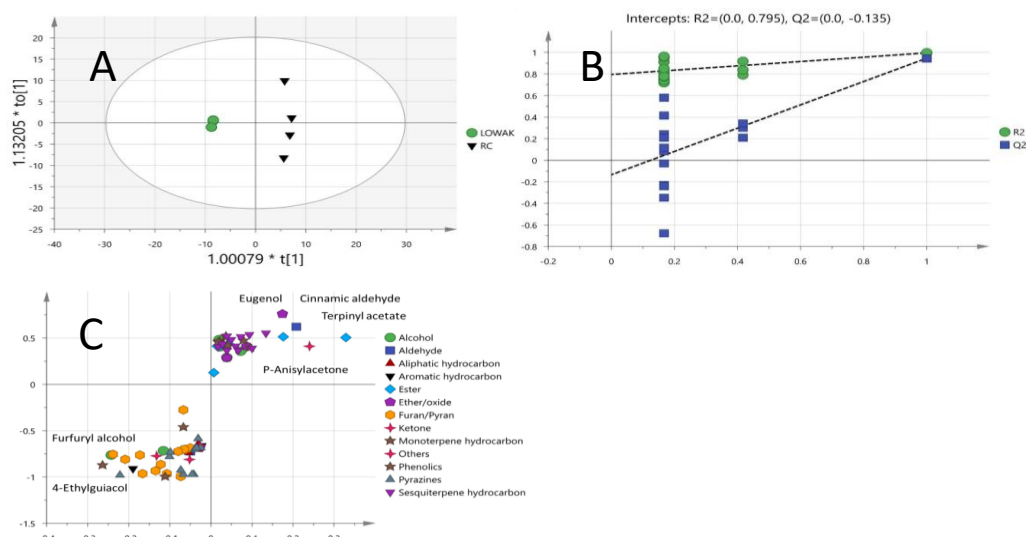 A
1.13205 * to[1]
20
15
10
5
0
-5
-10
-15
-20
-25
-40
-30
-20
-10
0
10
20
30
1.00079 * t[1]
LOWAK
RC
Intercepts: R2=(0.0, 0.795), Q2=(0.0, -0.135)
B
1
0.8
0.6
0.4
0.2
0
-0.2
-0.4
-0.6
-0.8
-0.2
0
0.2
0.4
0.6
0.8
1
R2
Q2
C
Eugenol
Cinnamic aldehyde
Terpinyl acetate
P-Anisylacetone
Furfuryl alcohol
4-Ethylguiacol
0.5
0
-0.5
-1
-1.5
Alcohol
Aldehyde
Aliphatic hydrocarbon
Aromatic hydrocarbon
Ester
Ether/oxide
Furan/Pyran
Ketone
Monoterpene hydrocarbon
Others
Phenolics
Pyrazines
Sesquiterpene hydrocarbon